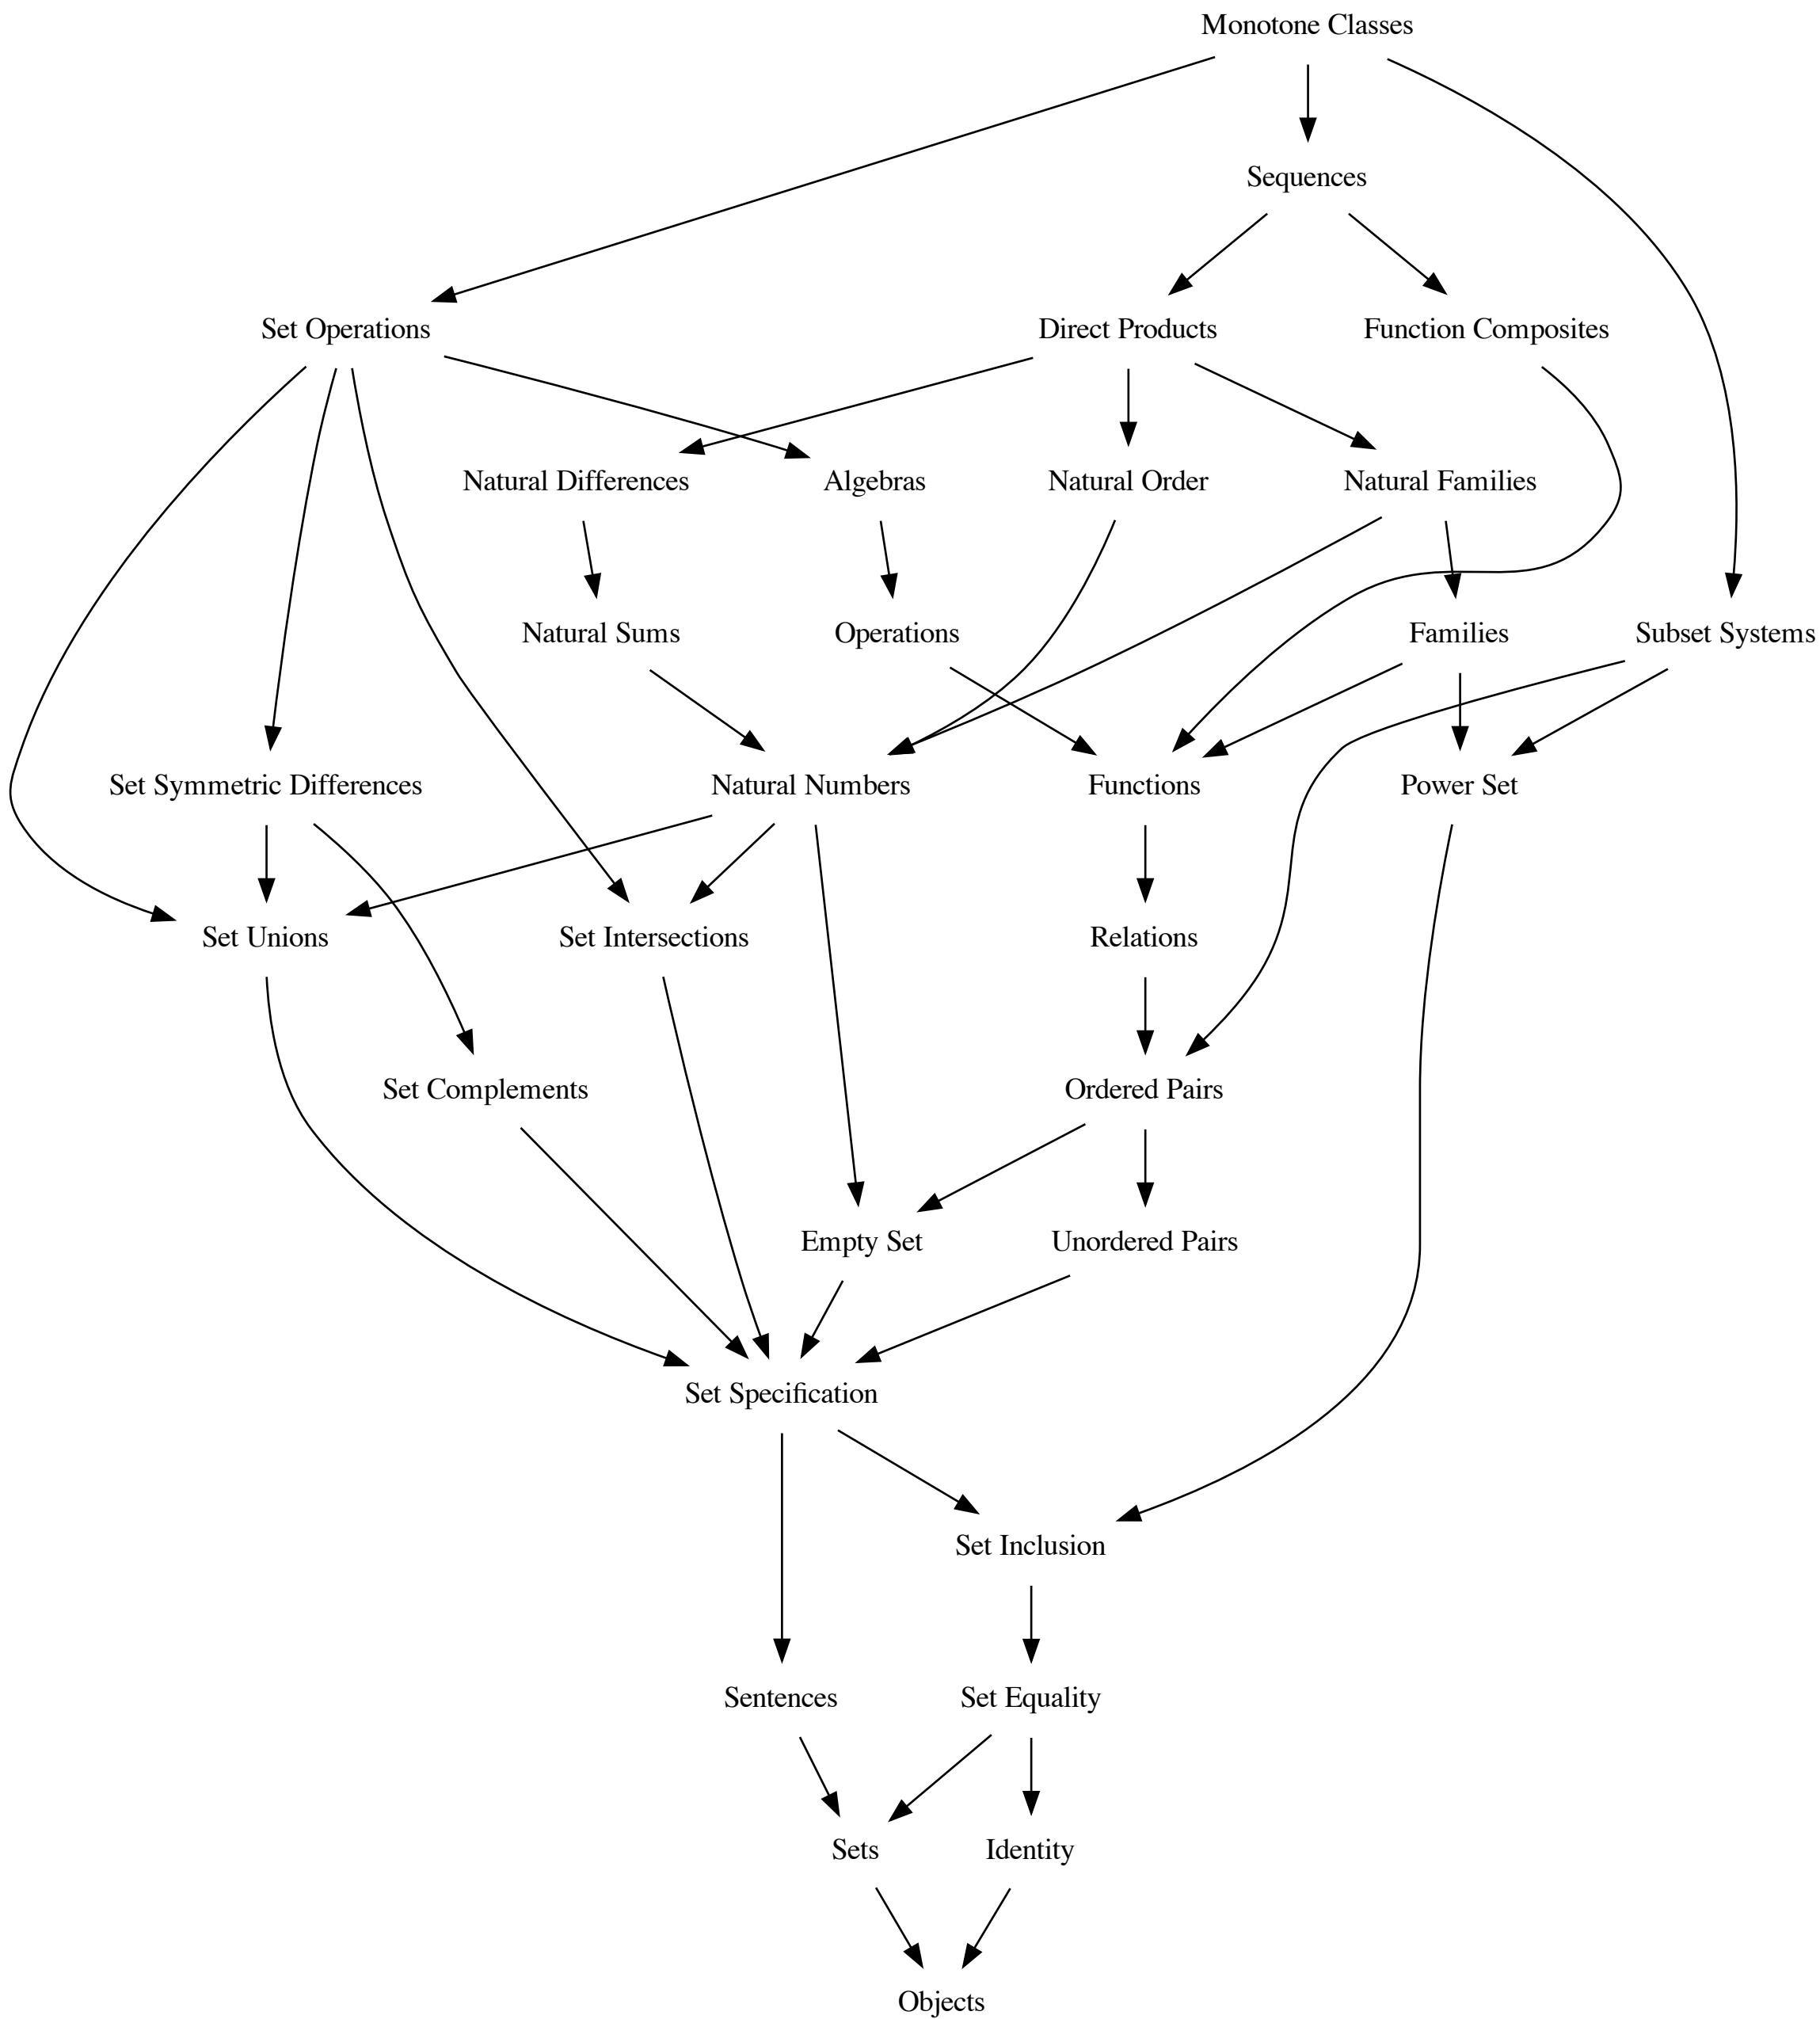 Monotone Classes
Sequences
Set Operations
Direct Products
Function Composites
Natural Differences
Algebras
Natural Order
Natural Families
Natural Sums
Operations
Families
Subset Systems
Set Symmetric Differences
Natural Numbers
Functions
Power Set
Set Unions
Set Intersections
Relations
Set Complements
Ordered Pairs
Empty Set
Unordered Pairs
Set Specification
Set Inclusion
Sentences
Set Equality
Sets
Identity
Objects